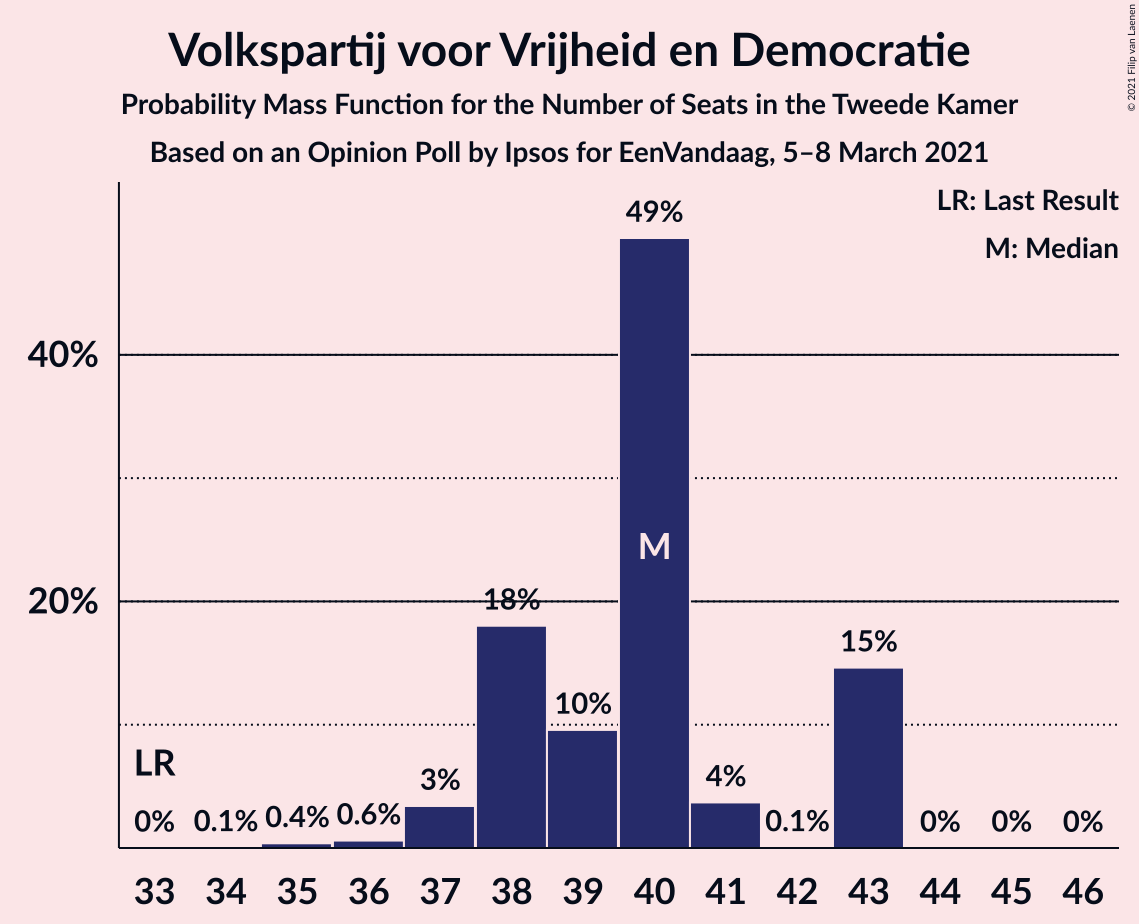 Volkspartij voor Vrijheid en Democratie
Probability Mass Function for the Number of Seats in the Tweede Kamer
Based on an Opinion Poll by Ipsos for EenVandaag, 5–8 March 2021
© 2021 Filip van Laenen
LR: Last Result
M: Median
49%
40%
M
20%
18%
15%
10%
LR
3%
4%
0% 0.1% 0.4% 0.6% 0.1% 0% 0% 0%
33 34 35 36 37 38 39 40 41 42 43 44 45 46